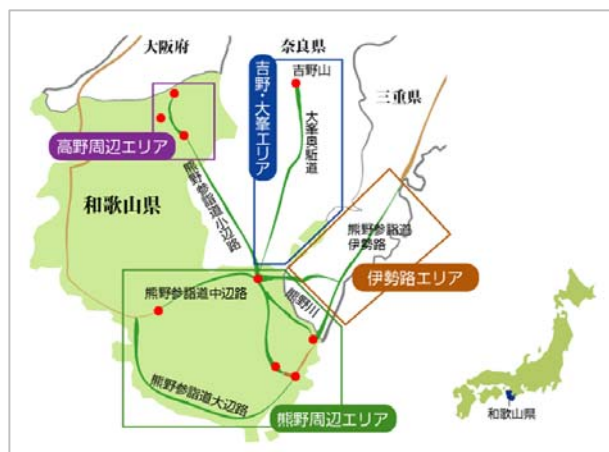 大阪府
奈良県
三重県
和歌山県
吉野山
吉野・大峯エリア
大峯奥駈道
高野周辺エリア
熊野参詣道小辺路
熊野参詣道
伊勢路
伊勢路エリア
熊野参詣道中辺路
熊野川
熊野参詣道大辺路
熊野周辺エリア
和歌山県